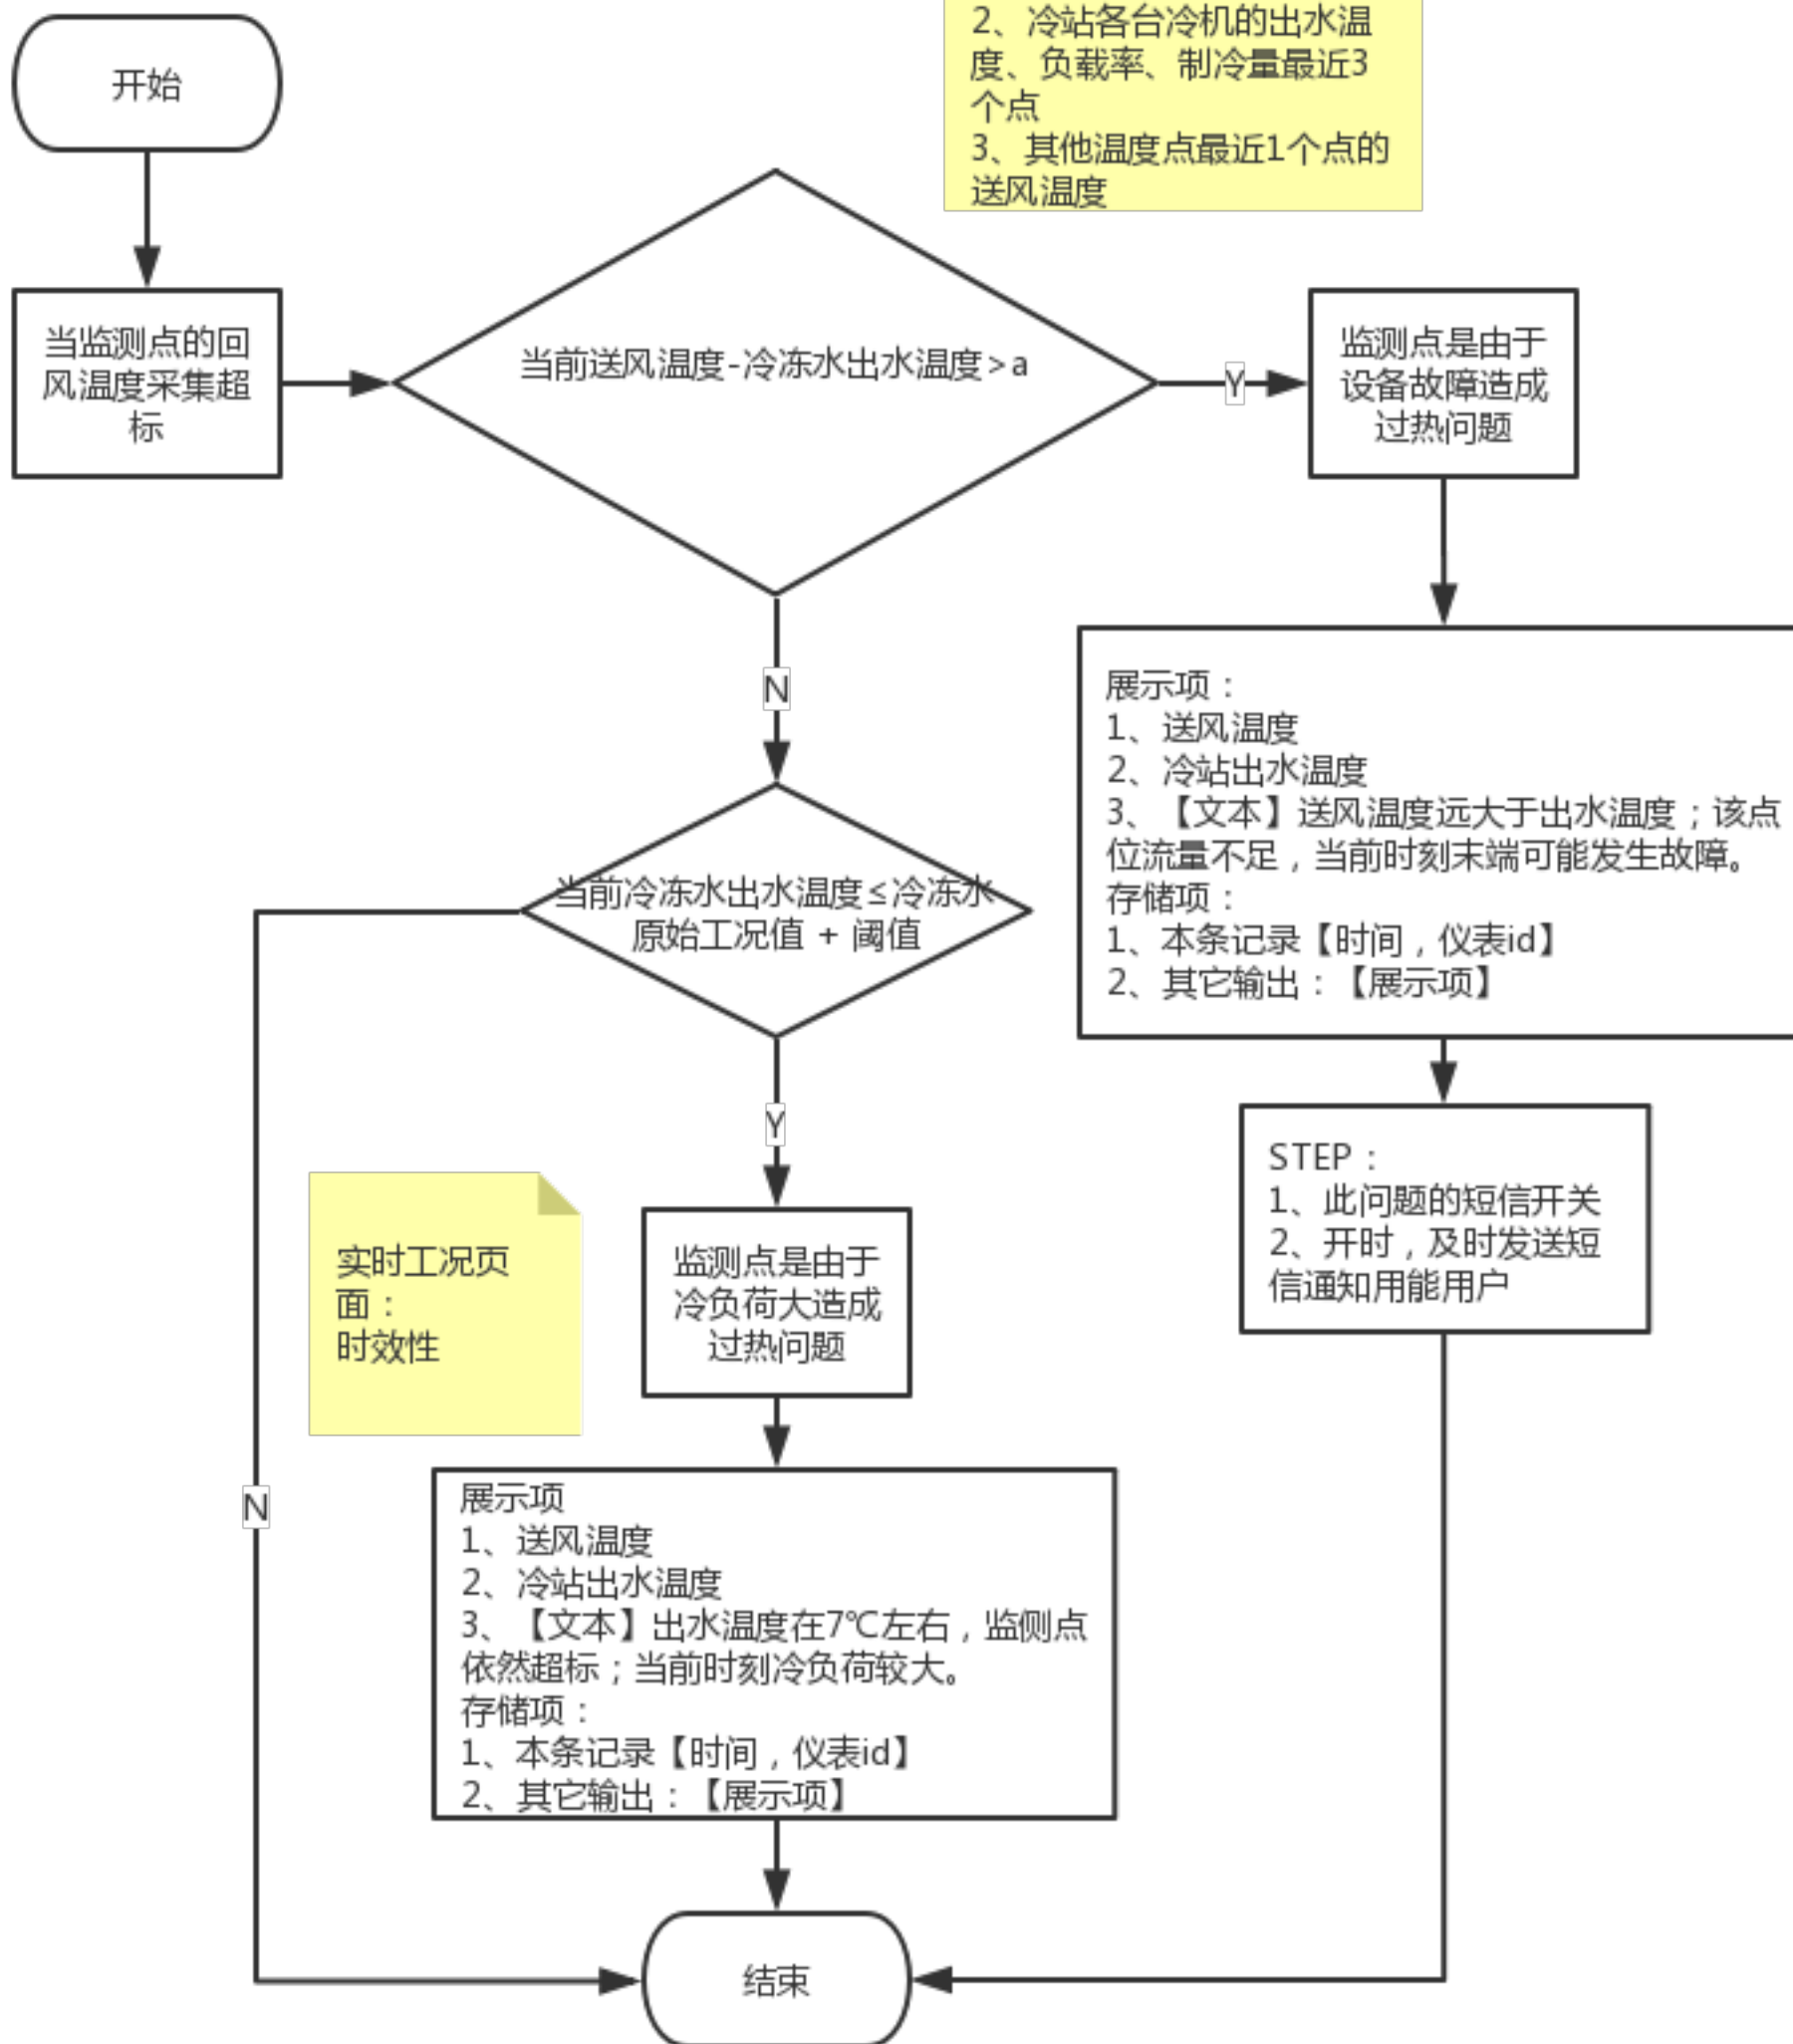 开始
2、冷站各台冷机的出水温
度、负载率、制冷量最近3
个点
3、其他温度点最近1个点的
送风温度
当监测点的回
风温度采集超
标
当前送风温度-冷冻水出水温度>a
Y
监测点是由于
设备故障造成
过热问题
N
展示项：
1、送风温度
2、冷站出水温度
3、【文本】送风温度远大于出水温度；该点
位流量不足，当前时刻末端可能发生故障。
存储项：
1、本条记录【时间，仪表id】
2、其它输出：【展示项】
当前冷冻水出水温度≤冷冻水
原始工况值 + 阈值
Y
STEP：
1、此问题的短信开关
2、开时，及时发送短
信通知用能用户
实时工况页
面：
时效性
监测点是由于
冷负荷大造成
过热问题
N
展示项
1、送风温度
2、冷站出水温度
3、【文本】出水温度在7℃左右，监侧点
依然超标；当前时刻冷负荷较大。
存储项：
1、本条记录【时间，仪表id】
2、其它输出：【展示项】
结束